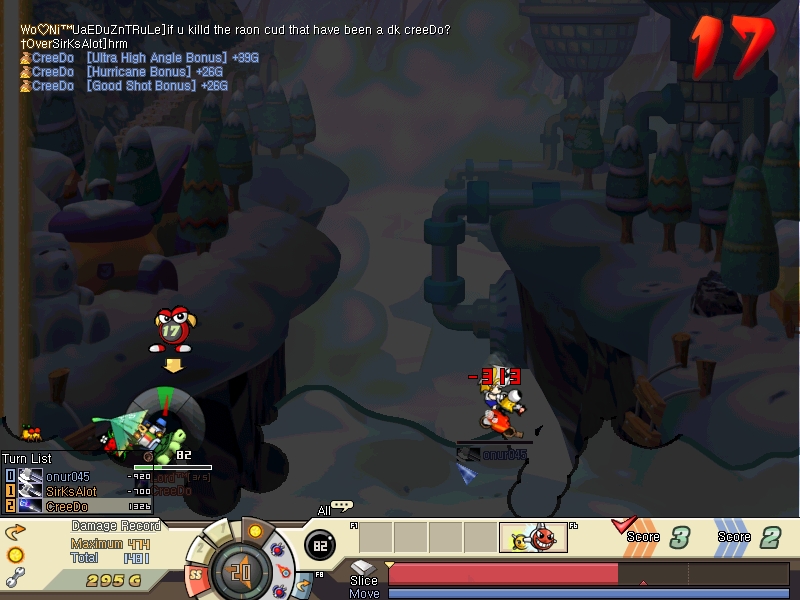 Wo♡Ni™UaEDuZnTRuLe]if u killd the raon cud that have been a dk creeDo?
†OverSirKsAlot]hrm
CreeDo [Ultra High Angle Bonus] +39G
CreeDo [Hurricane Bonus] +26G
CreeDo [Good Shot Bonus] +26G
17
17
-313
onur045
82
Turn List
0 onur045 -920
1 SirKsAlot -700
2 CreeDo 1326
CreeDo
All
Damage Record
Maximum 474
Total 1481
295 G
2
SS
20
82
F1
F6
F8
Score 3
Score 2
Slice
Move